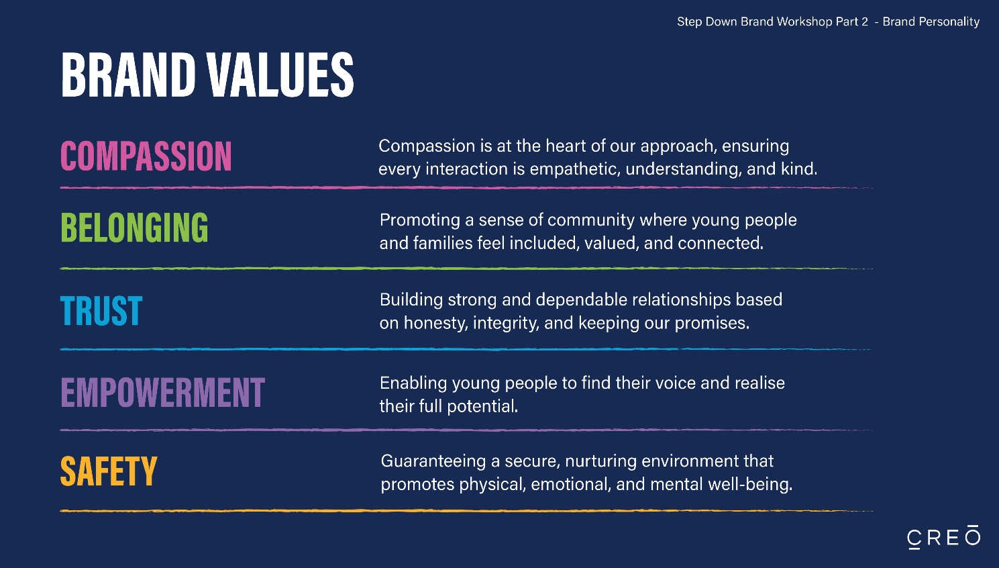 Step Down Brand Workshop Part 2 - Brand Personality
BRAND VALUES
COMPASSION
Compassion is at the heart of our approach, ensuring
every interaction is empathetic, understanding, and kind.
BELONGING
Promoting a sense of community where young people
and families feel included, valued, and connected.
TRUST
Building strong and dependable relationships based
on honesty, integrity, and keeping our promises.
EMPOWERMENT
Enabling young people to find their voice and realise
their full potential.
SAFETY
Guaranteeing a secure, nurturing environment that
promotes physical, emotional, and mental well-being.
CREŌ